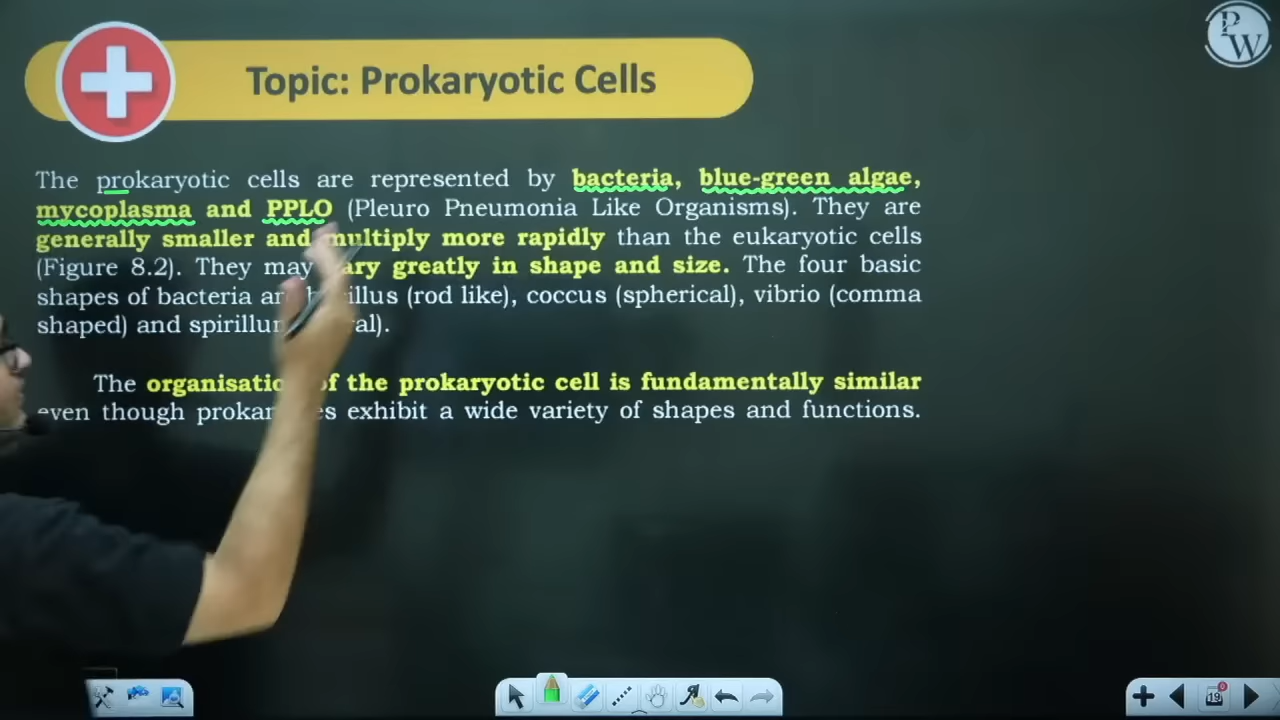 PW
Topic: Prokaryotic Cells
The prokaryotic cells are represented by bacteria, blue-green algae,
mycoplasma and PPLO (Pleuro Pneumonia Like Organisms). They are
generally smaller and multiply more rapidly than the eukaryotic cells
(Figure 8.2). They may ary greatly in shape and size. The four basic
shapes of bacteria illus (rod like), coccus (spherical), vibrio (comma
shaped) and spirillu al).
The organisatio of the prokaryotic cell is fundamentally similar
even though prokar es exhibit a wide variety of shapes and functions.
19